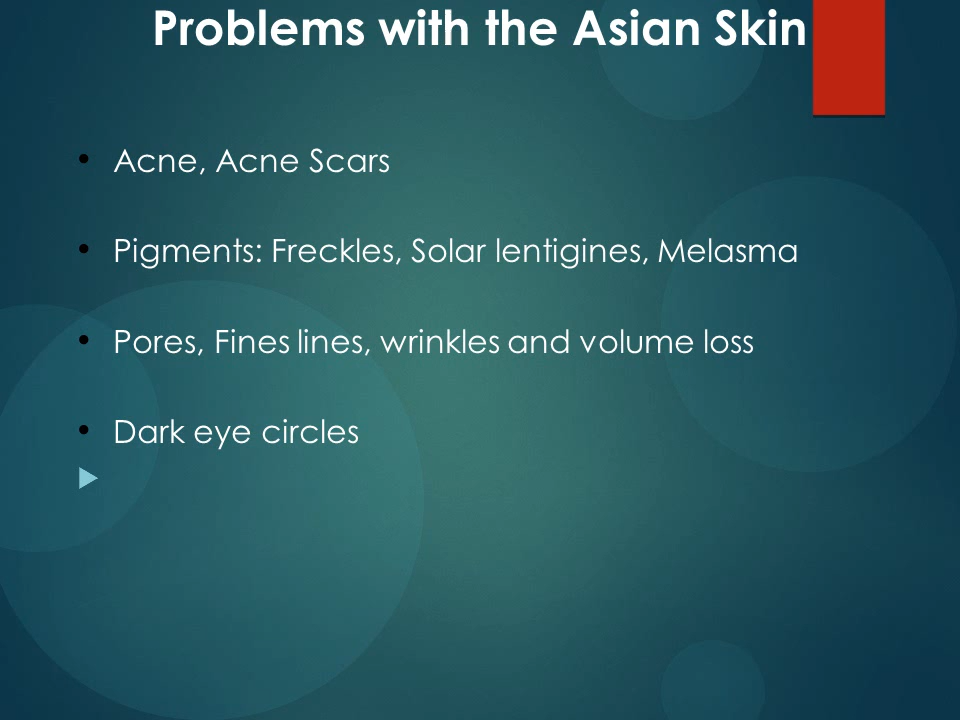 Problems with the Asian Skin
• Acne, Acne Scars
• Pigments: Freckles, Solar lentigines, Melasma
• Pores, Fines lines, wrinkles and volume loss
• Dark eye circles